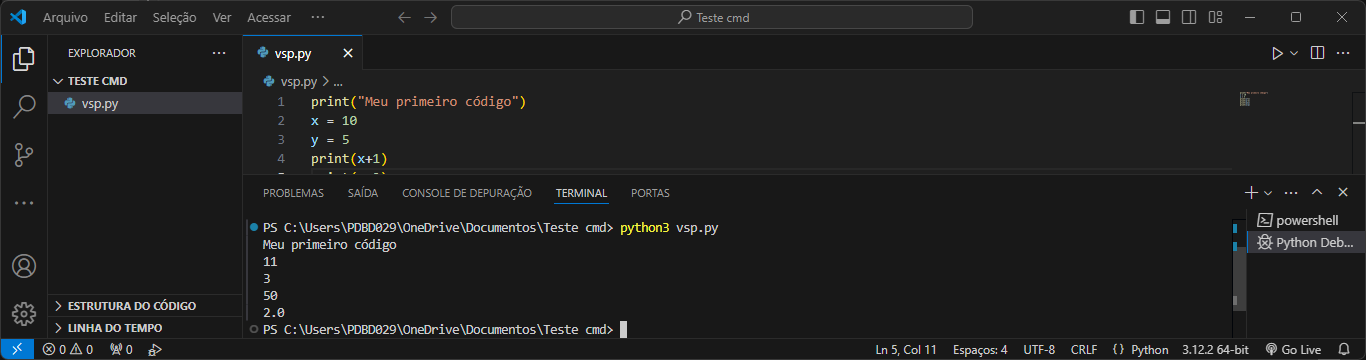 Arquivo Editar Seleção Ver Acessar ... Teste cmd
EXPLORADOR ...
vsp.py
TESTE CMD
vsp.py > ...
vsp.py
1 print("Meu primeiro código")
2 x = 10
3 y = 5
4 print(x+1)
PROBLEMAS SAÍDA CONSOLE DE DEPURAÇÃO TERMINAL PORTAS
PS C:\Users\PDBD029\OneDrive\Documentos\Teste cmd> python3 vsp.py
Meu primeiro código
11
3
50
2.0
PS C:\Users\PDBD029\OneDrive\Documentos\Teste cmd>
powershell
Python Deb...
ESTRUTURA DO CÓDIGO
LINHA DO TEMPO
0 0 0 Ln 5, Col 11 Espaços: 4 UTF-8 CRLF { } Python 3.12.2 64-bit Go Live